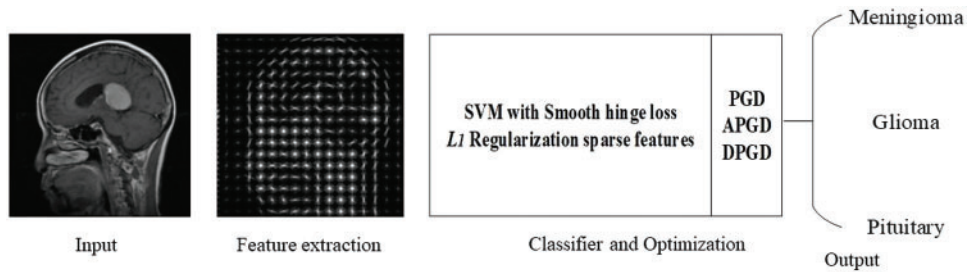 Meningioma
SVM with Smooth hinge loss
L1 Regularization sparse features
PGD
APGD
DPGD
Glioma
Pituitary
Input
Feature extraction
Classifier and Optimization
Output